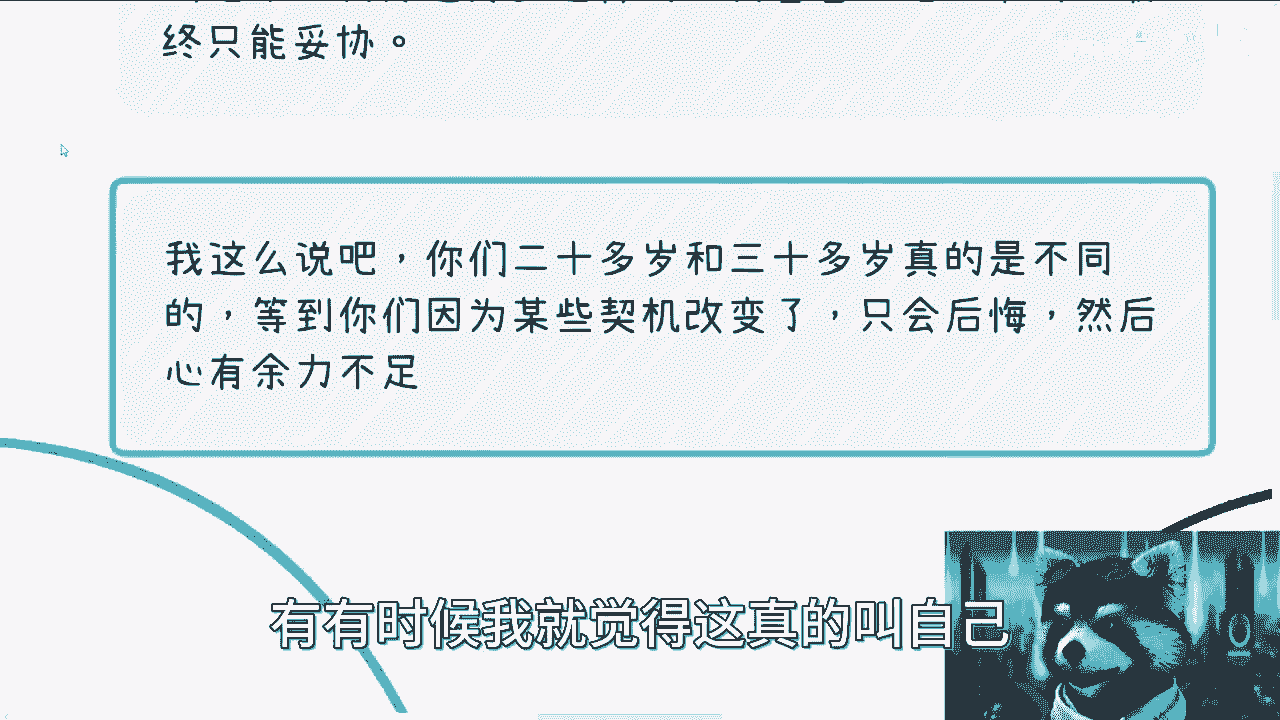 终只能妥协。
我这么说吧，你们二十多岁和三十多岁真的是不同
的，等到你们因为某些契机改变了，只会后悔，然后
心有余力不足
有有时候我就觉得这真的叫自己